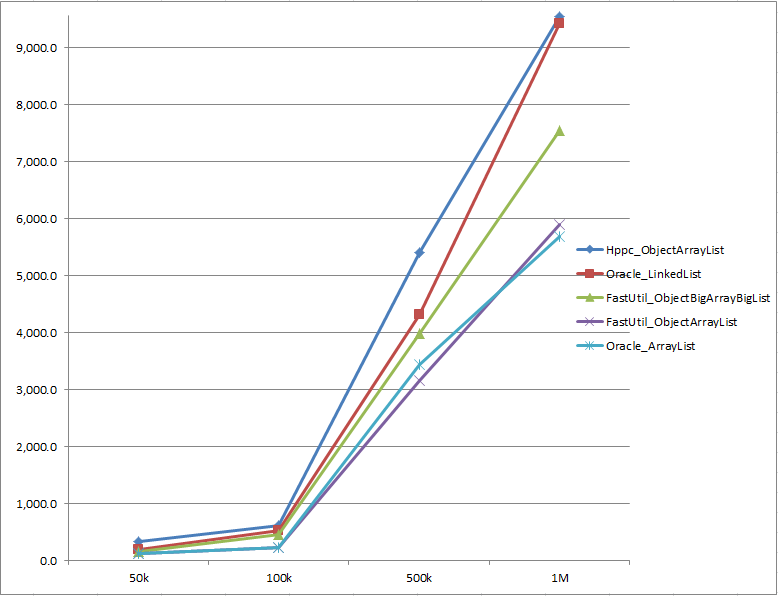 9,000.0
8,000.0
7,000.0
6,000.0
5,000.0
4,000.0
3,000.0
2,000.0
1,000.0
0.0
50k 100k 500k 1M
Hppc_ObjectArrayList
Oracle_LinkedList
FastUtil_ObjectBigArrayBigList
FastUtil_ObjectArrayList
Oracle_ArrayList